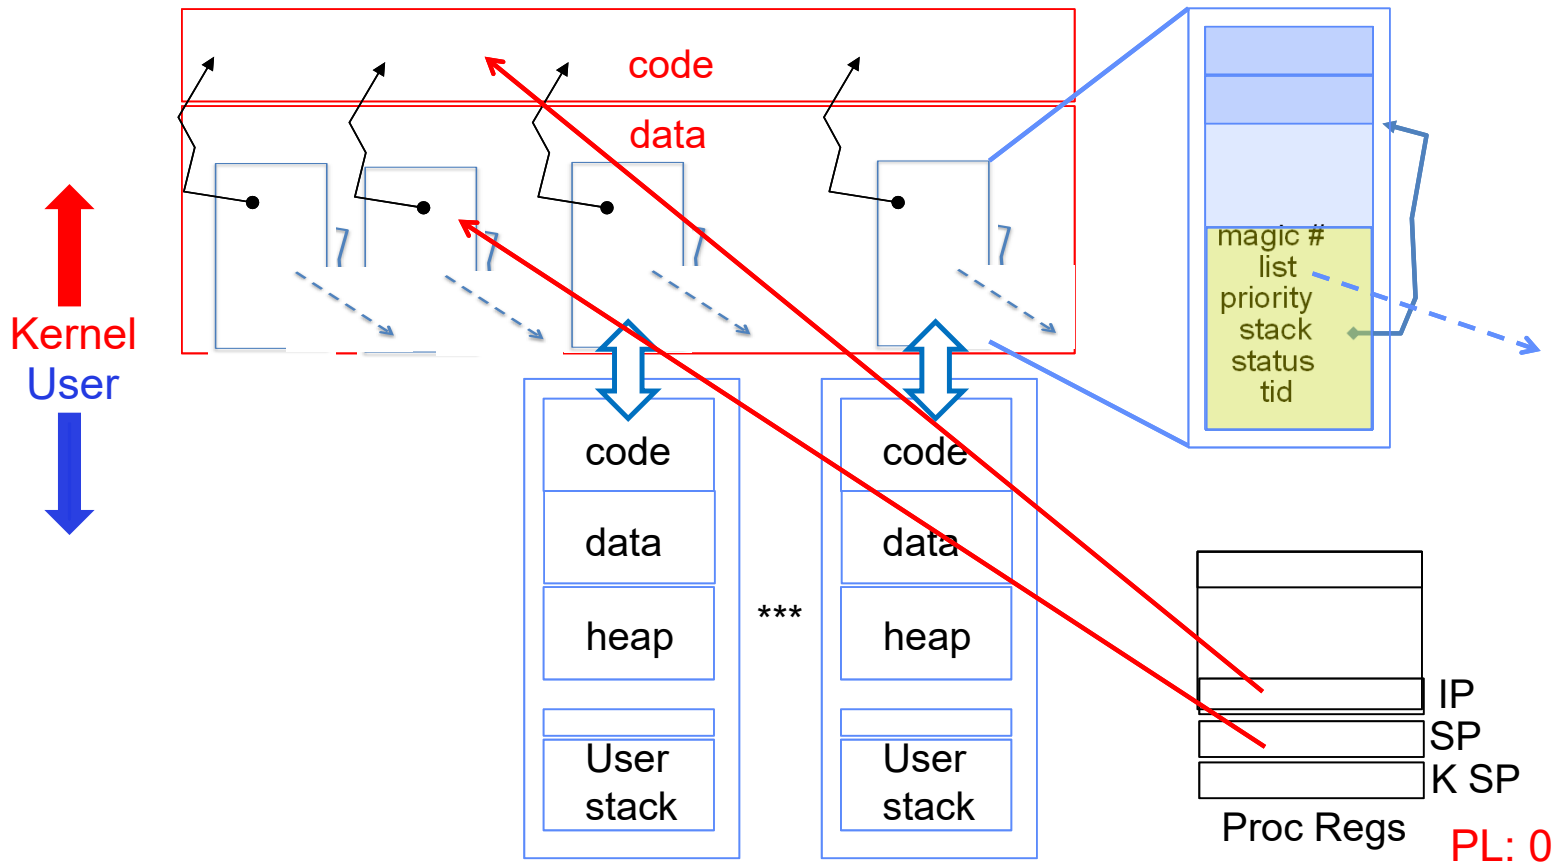 code
data
Kernel
User
magic #
list
priority
stack
status
tid
code
data
heap
User
stack
***
code
data
heap
User
stack
IP
SP
K SP
Proc Regs
PL: 0